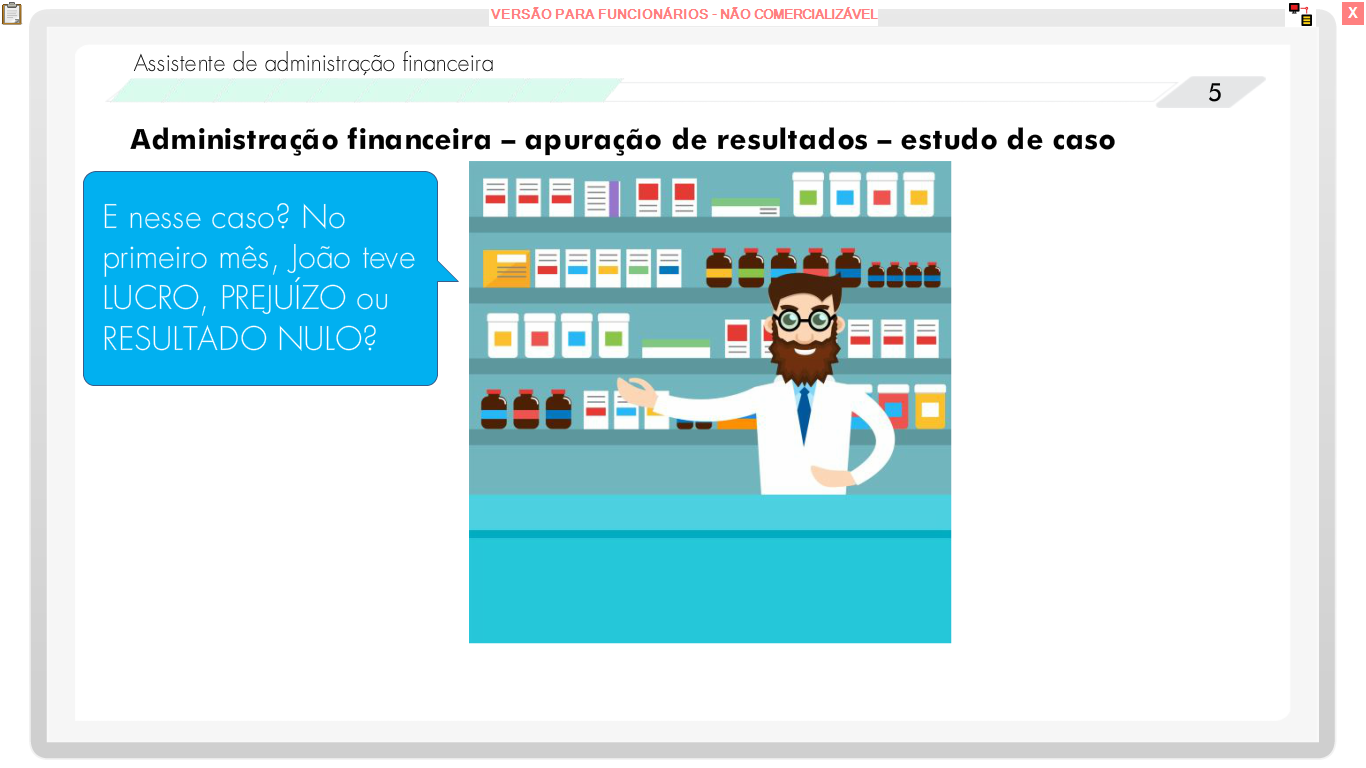 VERSÃO PARA FUNCIONÁRIOS - NÃO COMERCIALIZÁVEL
X
Assistente de administração financeira
5
Administração financeira – apuração de resultados – estudo de caso
E nesse caso? No
primeiro mês, João teve
LUCRO, PREJUÍZO ou
RESULTADO NULO?